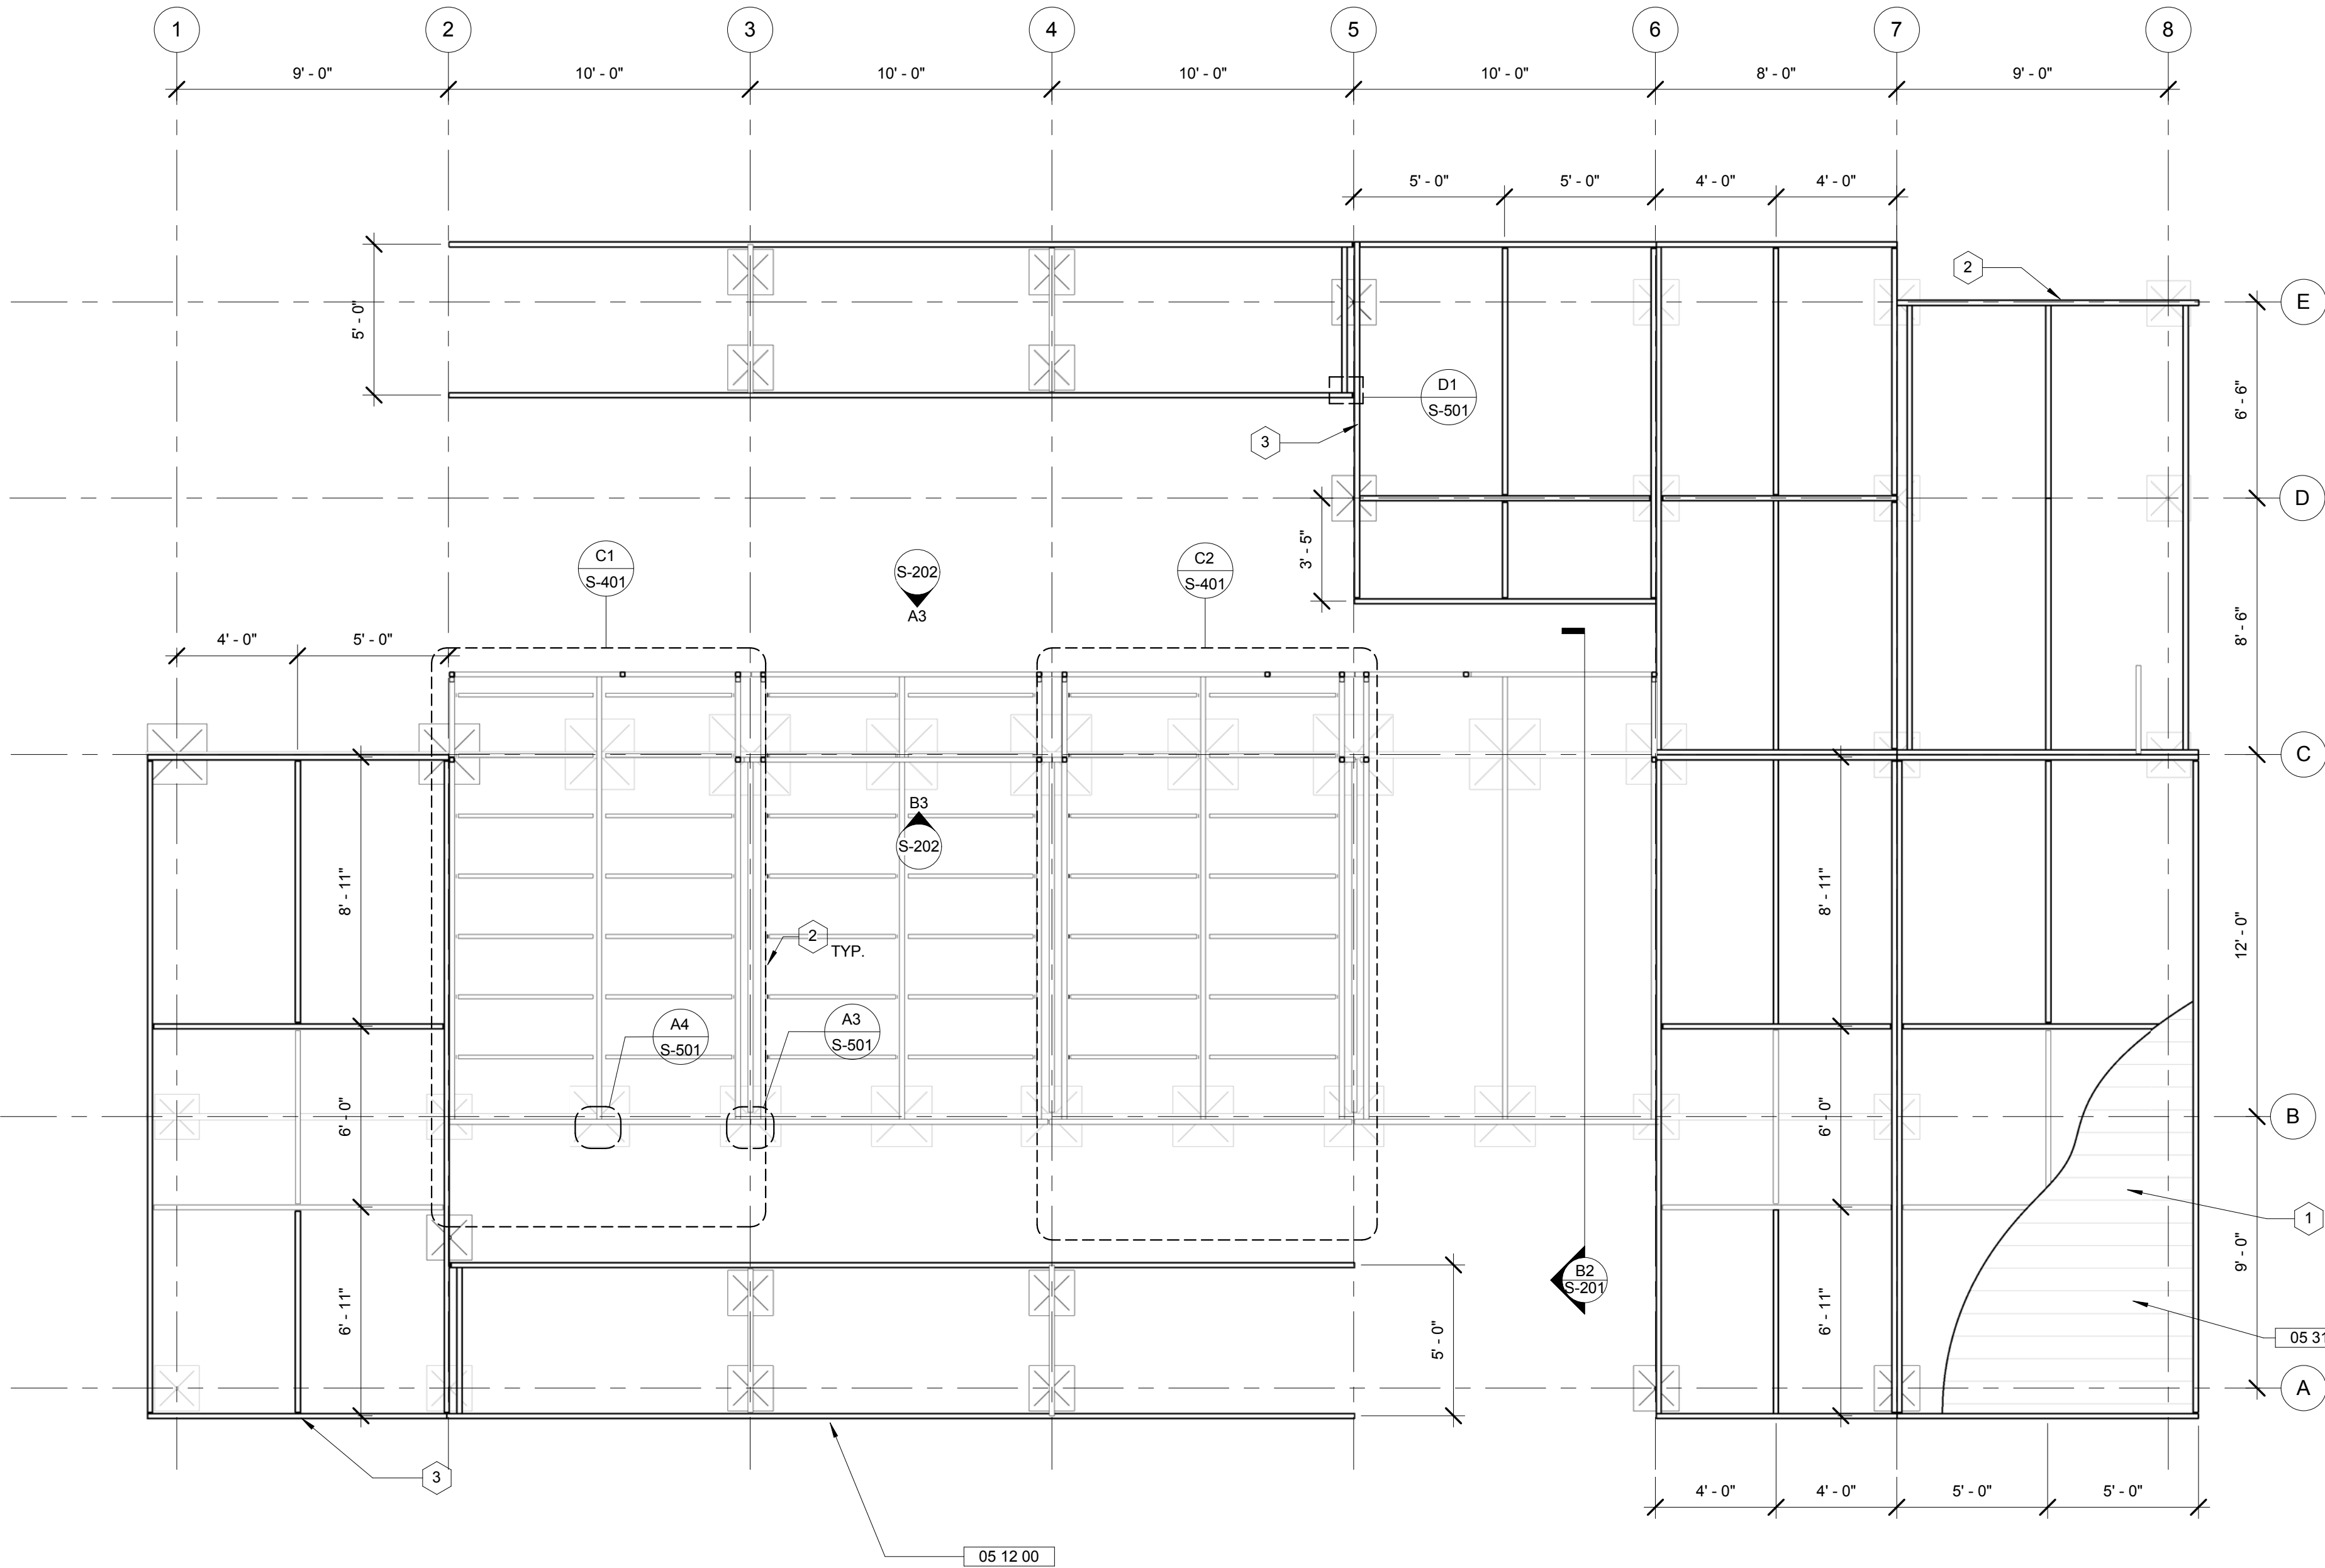 1 2 3 4 5 6 7 8
9' - 0" 10' - 0" 10' - 0" 10' - 0" 10' - 0" 8' - 0" 9' - 0"
5' - 0" 5' - 0" 4' - 0" 4' - 0"
2
E
5' - 0"
6' - 6"
D1
S-501
3
D
3' - 5"
C1
S-401
S-202
A3
C2
S-401
8' - 6"
4' - 0" 5' - 0"
C
B3
S-202
8' - 11"
8' - 11"
2
TYP.
12' - 0"
A4
S-501
A3
S-501
6' - 0"
6' - 0"
B
1
9' - 0"
B2
S-201
6' - 11"
6' - 11"
5' - 0"
05 31
A
3
4' - 0" 4' - 0" 5' - 0" 5' - 0"
05 12 00